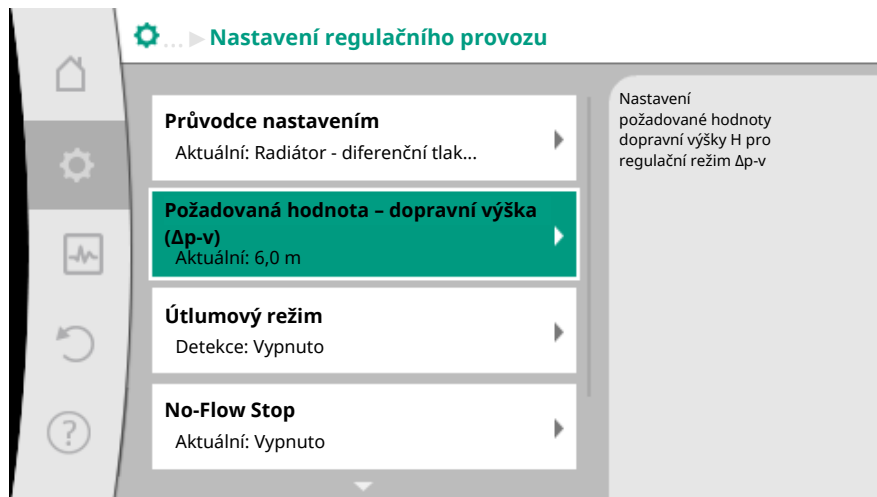 ... Nastavení regulačního provozu
Průvodce nastavením
Aktuální: Radiátor - diferenční tlak...
Požadovaná hodnota – dopravní výška
(Δp-v)
Aktuální: 6,0 m
Útlumový režim
Detekce: Vypnuto
No-Flow Stop
Aktuální: Vypnuto
Nastavení
požadované hodnoty
dopravní výšky H pro
regulační režim Δp-v
?